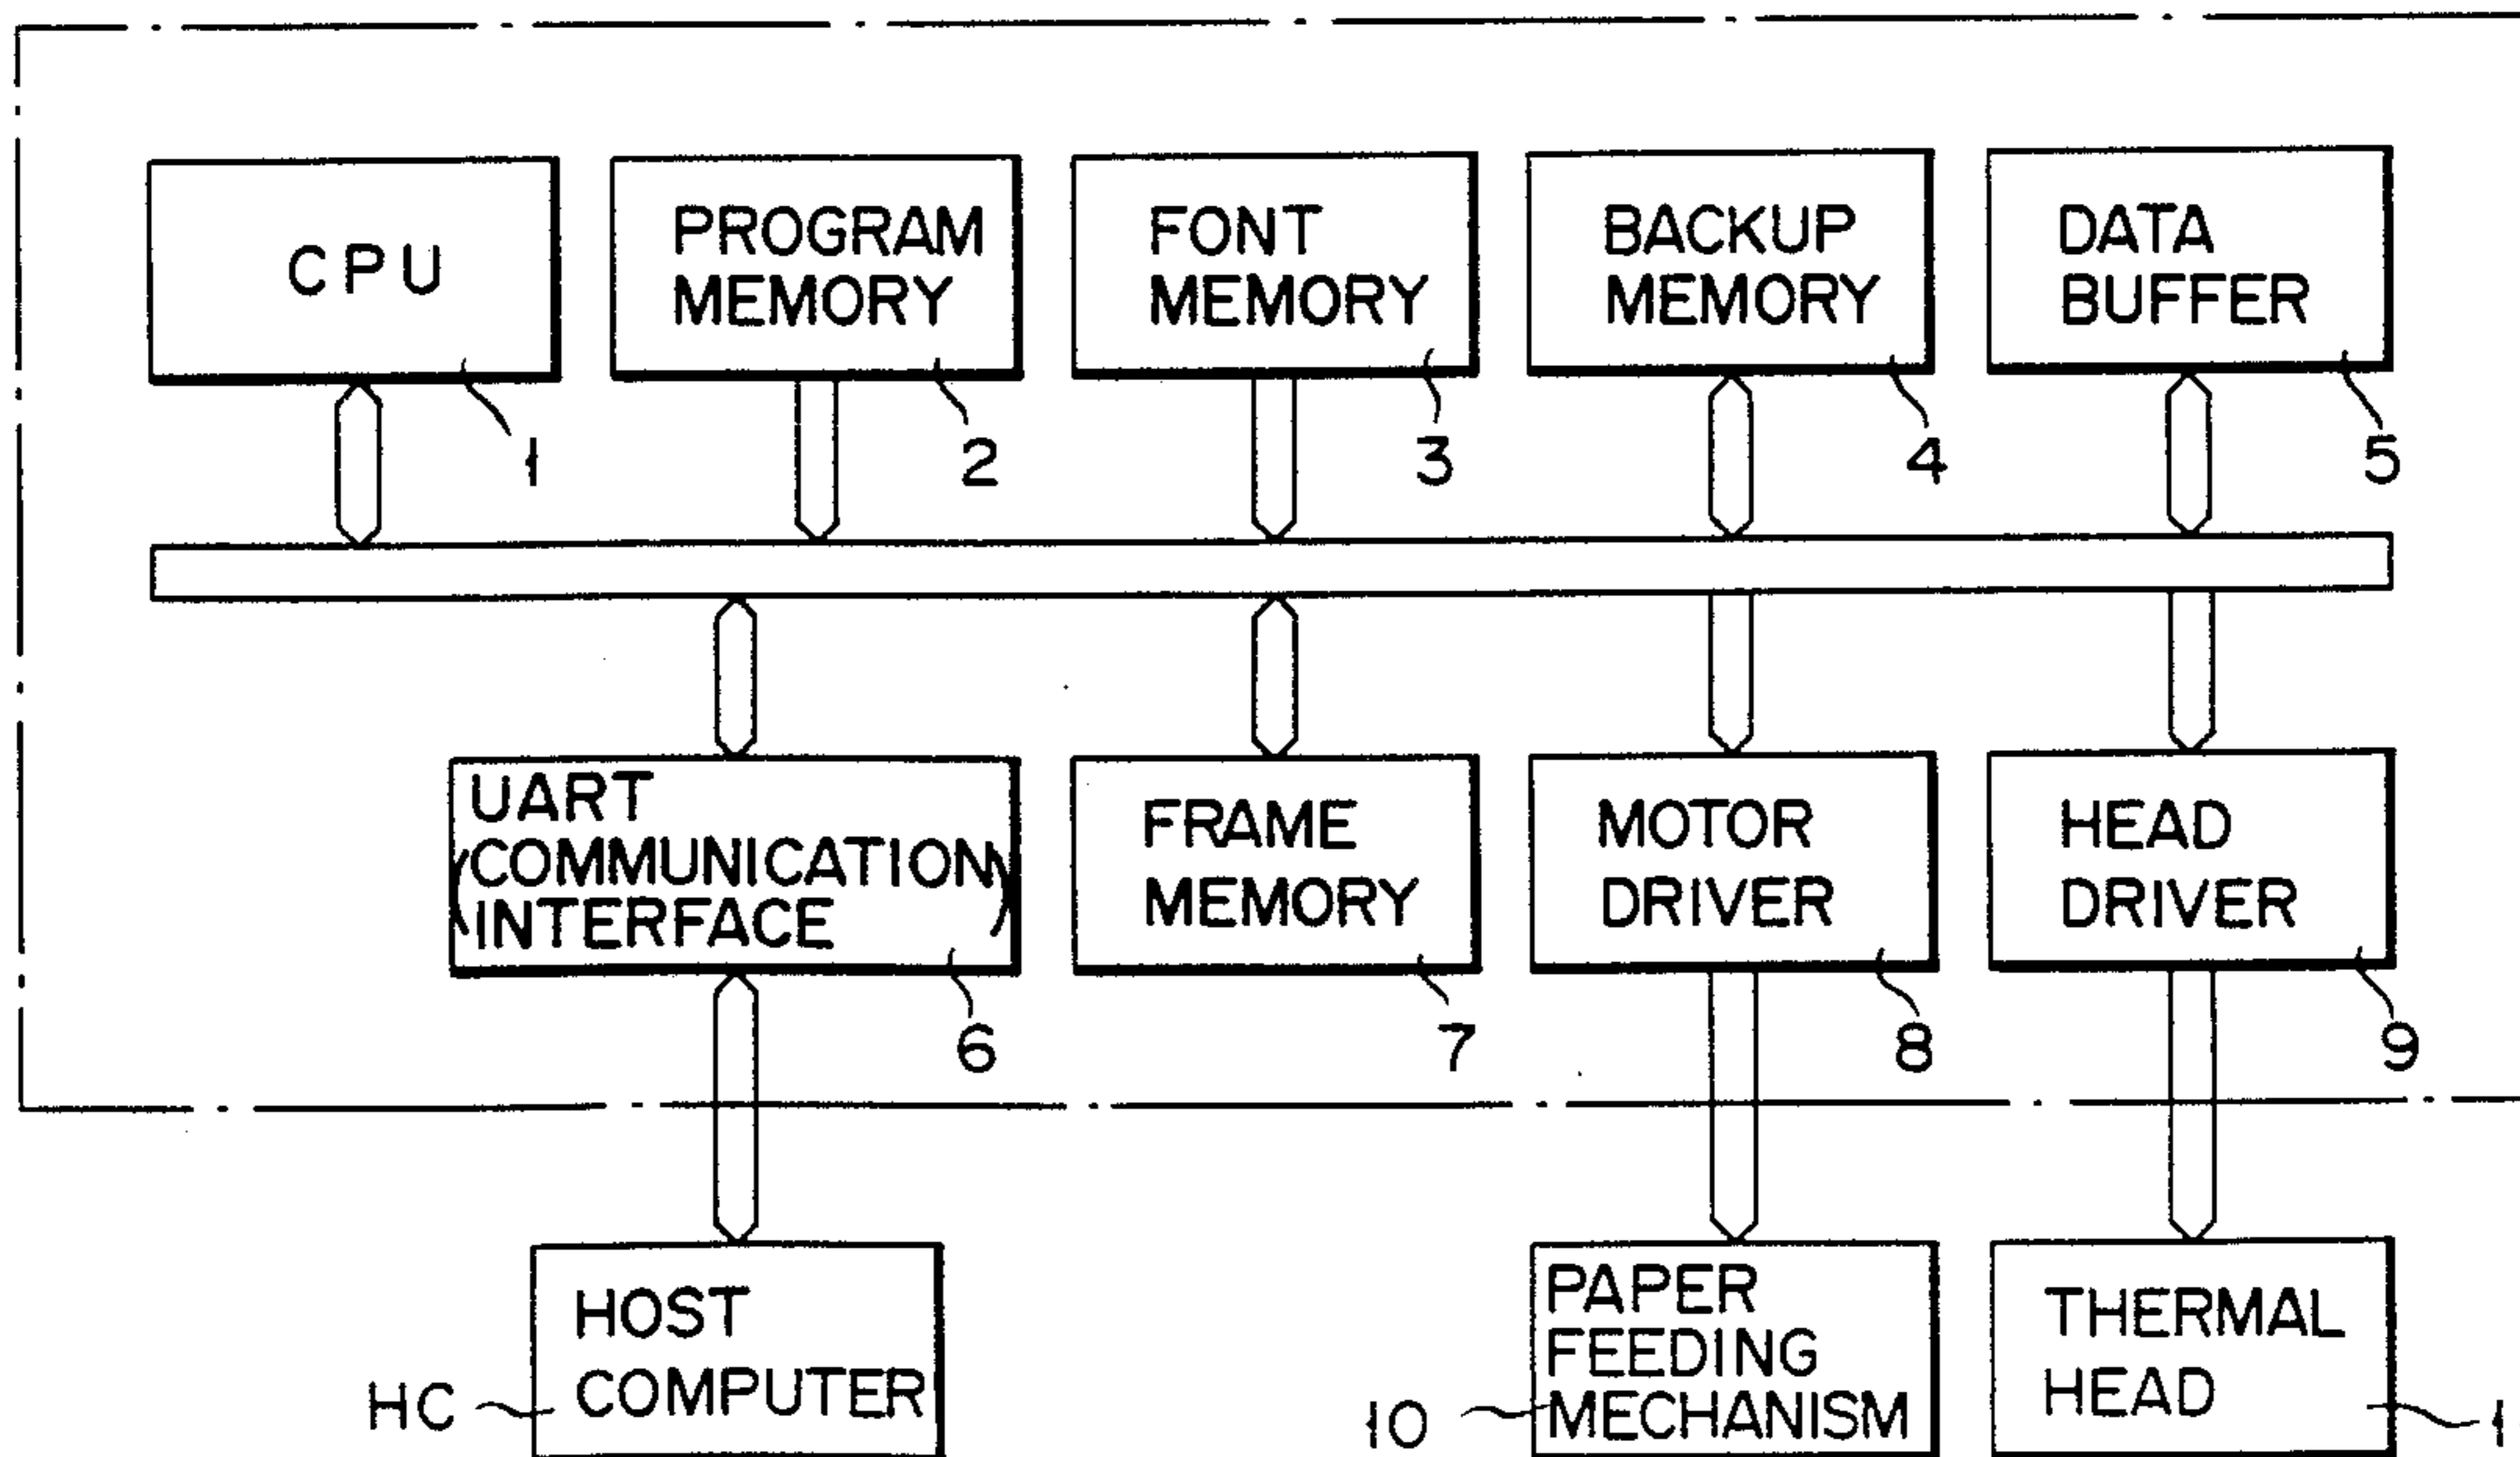 CPU
PROGRAM
MEMORY
FONT
MEMORY
BACKUP
MEMORY
DATA
BUFFER
1
2
3
4
5
UART
(COMMUNICATION
INTERFACE)
FRAME
MEMORY
MOTOR
DRIVER
HEAD
DRIVER
6
7
8
9
HOST
COMPUTER
HC
PAPER
FEEDING
MECHANISM
10
THERMAL
HEAD